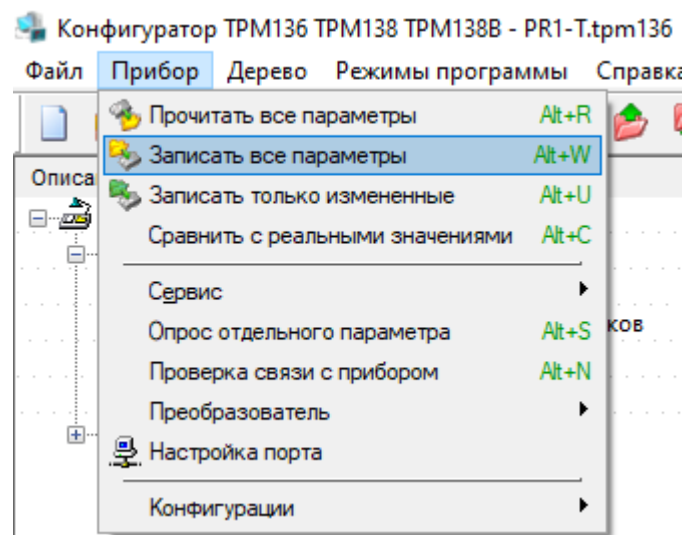 Конфигуратор ТРМ136 ТРМ138 ТРМ138В - PR1-T.tpm136
Файл Прибор Дерево Режимы программы Справка
Прочитать все параметры Alt+R
Записать все параметры Alt+W
Описа
Записать только измененные Alt+U
Сравнить с реальными значениями Alt+C
Сервис
Опрос отдельного параметра Alt+S
ков
Проверка связи с прибором Alt+N
Преобразователь
Настройка порта
Конфигурации